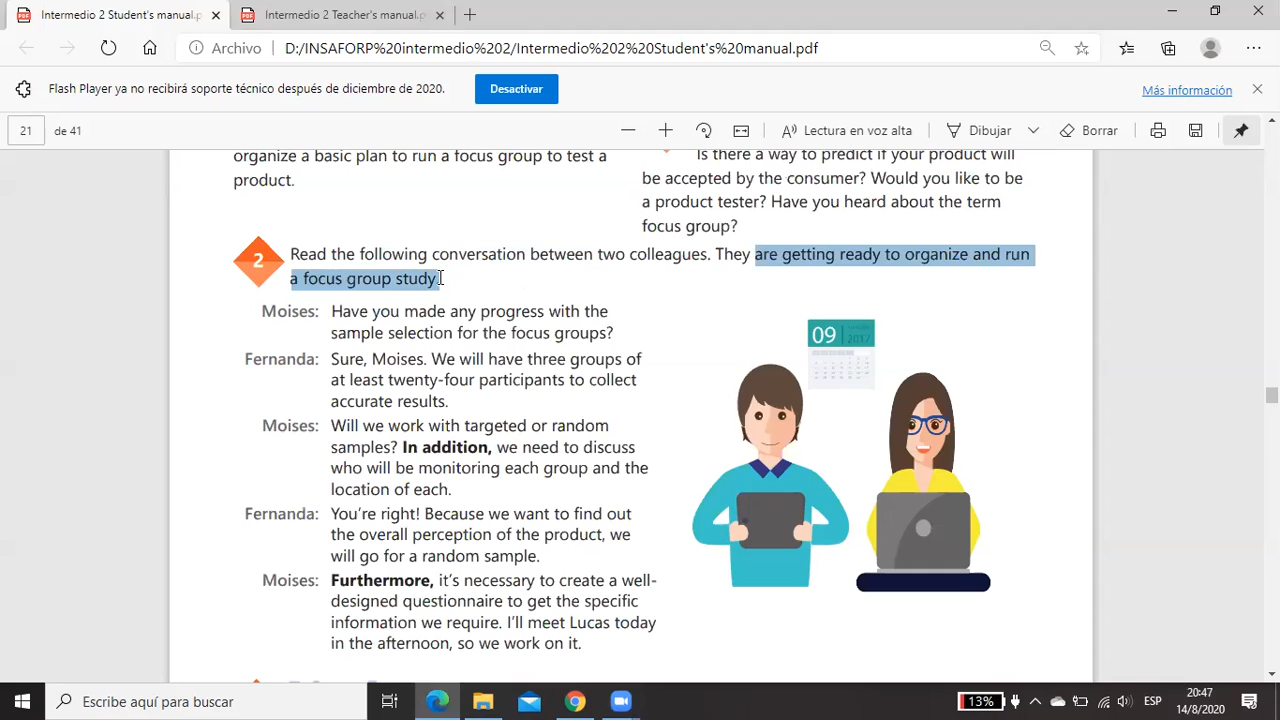 Intermedio 2 Student's manual.pdf
Intermedio 2 Teacher's manual.pdf
Archivo
D:/INSAFORP%20intermedio%202/Intermedio%202%20Student's%20manual.pdf
Flash Player ya no recibirá soporte técnico después de diciembre de 2020.
Desactivar
Más información
21 de 41
Lectura en voz alta
Dibujar
Borrar
organize a basic plan to run a focus group to test a
product.
Is there a way to predict if your product will
be accepted by the consumer? Would you like to be
a product tester? Have you heard about the term
focus group?
2
Read the following conversation between two colleagues. They are getting ready to organize and run
a focus group study.
Moises: Have you made any progress with the
sample selection for the focus groups?
Fernanda: Sure, Moises. We will have three groups of
at least twenty-four participants to collect
accurate results.
Moises: Will we work with targeted or random
samples? In addition, we need to discuss
who will be monitoring each group and the
location of each.
Fernanda: You're right! Because we want to find out
the overall perception of the product, we
will go for a random sample.
Moises: Furthermore, it's necessary to create a well-
designed questionnaire to get the specific
information we require. I'll meet Lucas today
in the afternoon, so we work on it.
09
2017
Escribe aquí para buscar
13%
ESP
20:47
14/8/2020